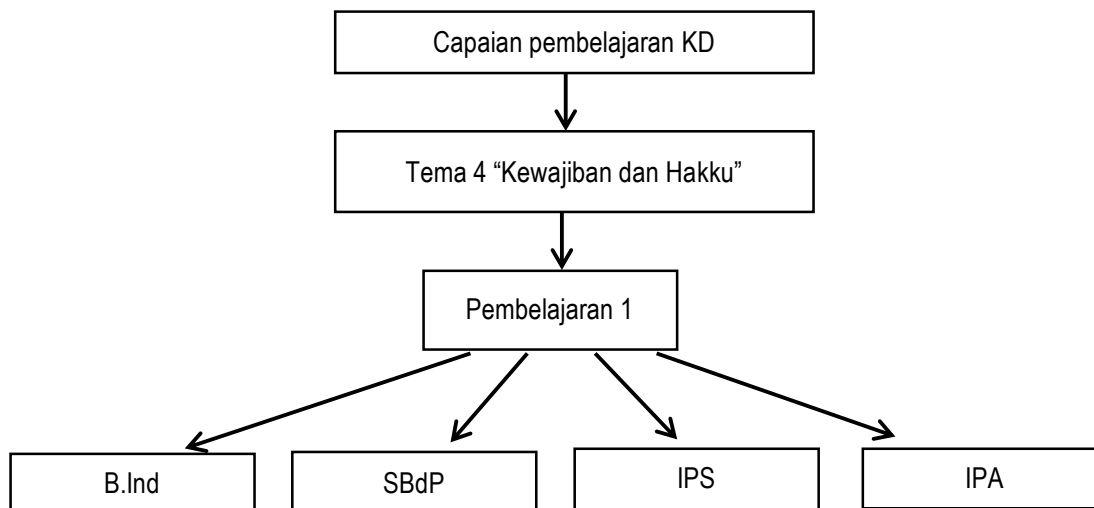 Capaian pembelajaran KD
Tema 4 “Kewajiban dan Hakku”
Pembelajaran 1
B.Ind
SBdP
IPS
IPA